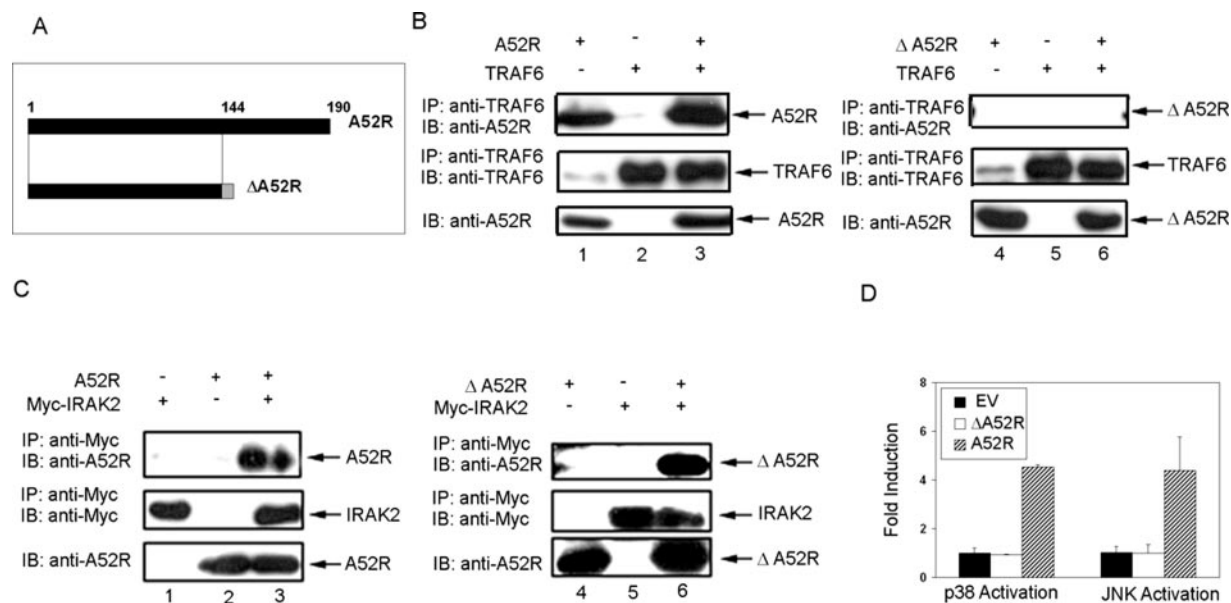 A
1 144 190
A52R
ΔA52R
B
A52R + - +
TRAF6 - + +
IP: anti-TRAF6
IB: anti-A52R
A52R
IP: anti-TRAF6
IB: anti-TRAF6
TRAF6
IB: anti-A52R
A52R
1 2 3
Δ A52R + - +
TRAF6 - + +
IP: anti-TRAF6
IB: anti-A52R
Δ A52R
IP: anti-TRAF6
IB: anti-TRAF6
TRAF6
IB: anti-A52R
Δ A52R
4 5 6
C
A52R - + +
Myc-IRAK2 + - +
IP: anti-Myc
IB: anti-A52R
A52R
IP: anti-Myc
IB: anti-Myc
IRAK2
IB: anti-A52R
A52R
1 2 3
Δ A52R + - +
Myc-IRAK2 - + +
IP: anti-Myc
IB: anti-A52R
Δ A52R
IP: anti-Myc
IB: anti-Myc
IRAK2
IB: anti-A52R
Δ A52R
4 5 6
D
Fold Induction
8
6
4
2
0
EV
ΔA52R
A52R
p38 Activation JNK Activation